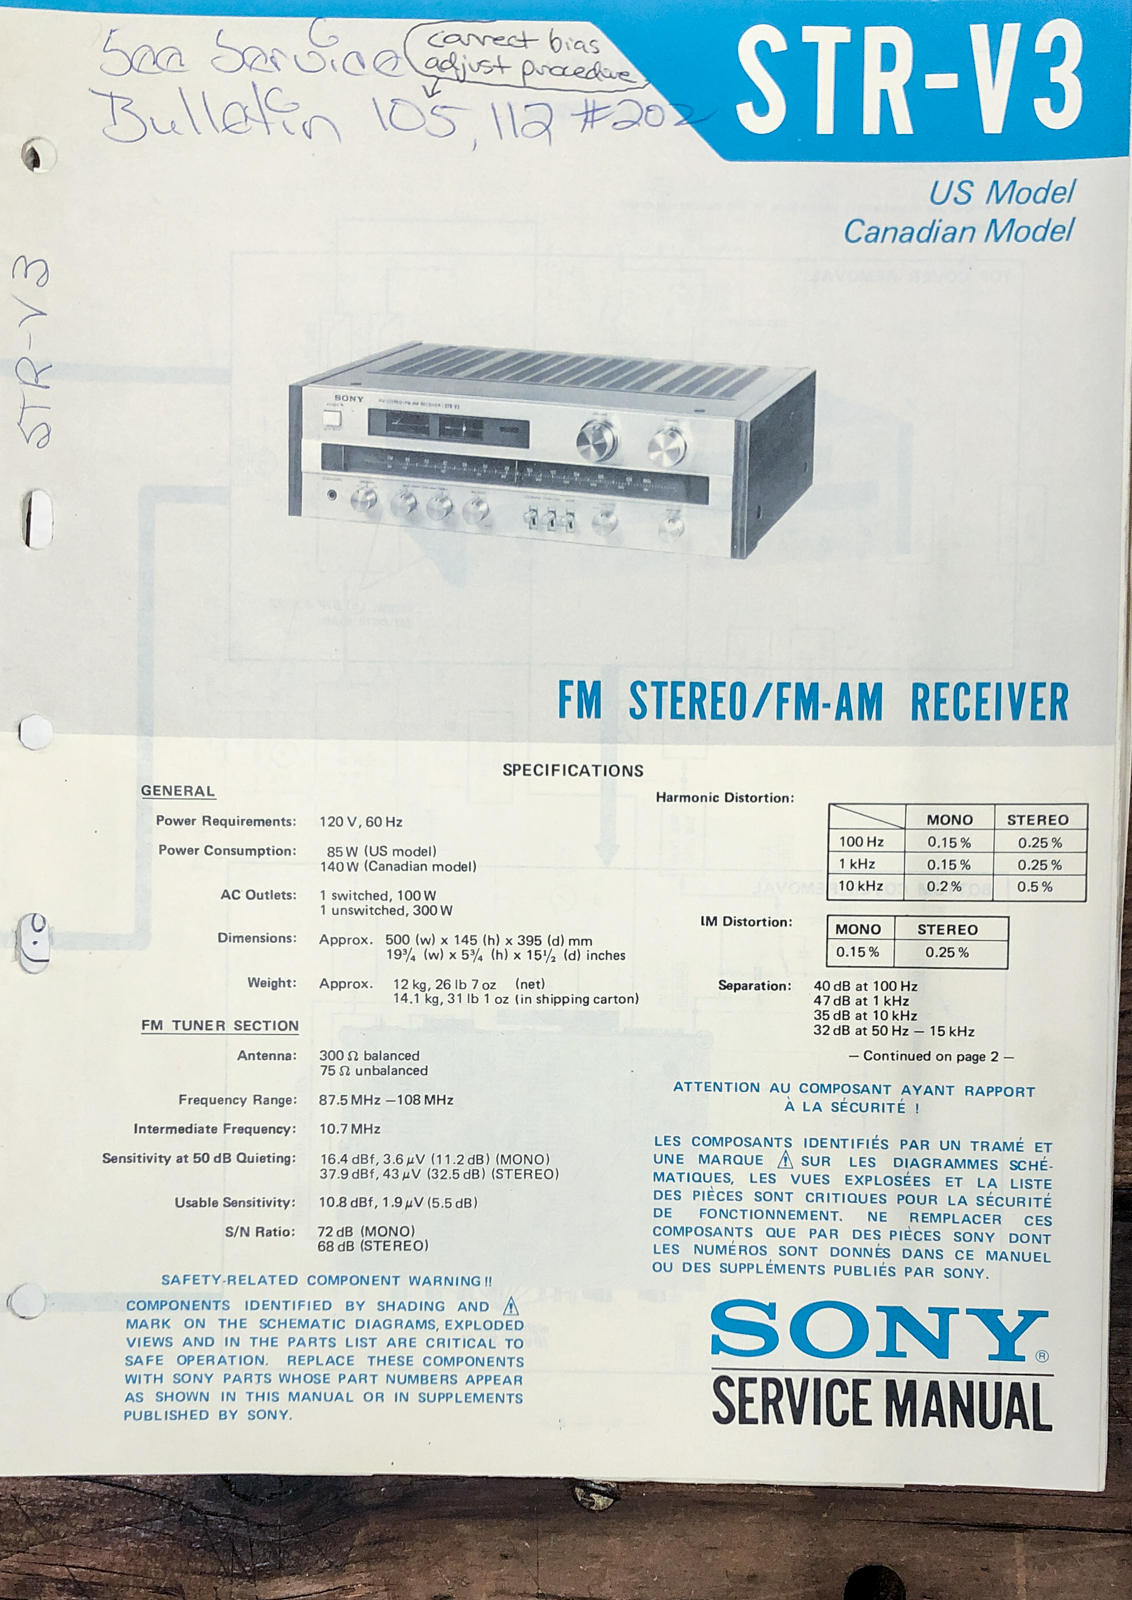 See Service
correct bias
adjust procedure
Bulletin 105, 112 #202
STR-V3
US Model
Canadian Model
STR-V3
SONY
FM STEREO/FM-AM RECEIVER
SPECIFICATIONS
GENERAL
Power Requirements: 120 V, 60 Hz
Power Consumption: 85 W (US model)
140 W (Canadian model)
AC Outlets: 1 switched, 100 W
1 unswitched, 300 W
Dimensions: Approx. 500 (w) x 145 (h) x 395 (d) mm
19¾ (w) x 5¾ (h) x 15½ (d) inches
Weight: Approx. 12 kg, 26 lb 7 oz (net)
14.1 kg, 31 lb 1 oz (in shipping carton)
FM TUNER SECTION
Antenna: 300 Ω balanced
75 Ω unbalanced
Frequency Range: 87.5 MHz – 108 MHz
Intermediate Frequency: 10.7 MHz
Sensitivity at 50 dB Quieting: 16.4 dBf, 3.6 μV (11.2 dB) (MONO)
37.9 dBf, 43 μV (32.5 dB) (STEREO)
Usable Sensitivity: 10.8 dBf, 1.9 μV (5.5 dB)
S/N Ratio: 72 dB (MONO)
68 dB (STEREO)
SAFETY-RELATED COMPONENT WARNING!!
COMPONENTS IDENTIFIED BY SHADING AND ⚠
MARK ON THE SCHEMATIC DIAGRAMS, EXPLODED
VIEWS AND IN THE PARTS LIST ARE CRITICAL TO
SAFE OPERATION. REPLACE THESE COMPONENTS
WITH SONY PARTS WHOSE PART NUMBERS APPEAR
AS SHOWN IN THIS MANUAL OR IN SUPPLEMENTS
PUBLISHED BY SONY.
Harmonic Distortion:
MONO STEREO
100 Hz 0.15 % 0.25 %
1 kHz 0.15 % 0.25 %
10 kHz 0.2 % 0.5 %
IM Distortion:
MONO STEREO
0.15 % 0.25 %
Separation: 40 dB at 100 Hz
47 dB at 1 kHz
35 dB at 10 kHz
32 dB at 50 Hz – 15 kHz
– Continued on page 2 –
ATTENTION AU COMPOSANT AYANT RAPPORT
À LA SÉCURITÉ !
LES COMPOSANTS IDENTIFIÉS PAR UN TRAMÉ ET
UNE MARQUE ⚠ SUR LES DIAGRAMMES SCHÉ-
MATIQUES, LES VUES EXPLOSÉES ET LA LISTE
DES PIÈCES SONT CRITIQUES POUR LA SÉCURITÉ
DE FONCTIONNEMENT. NE REMPLACER CES
COMPOSANTS QUE PAR DES PIÈCES SONY DONT
LES NUMÉROS SONT DONNÉS DANS CE MANUEL
OU DES SUPPLÉMENTS PUBLIÉS PAR SONY.
SONY®
SERVICE MANUAL